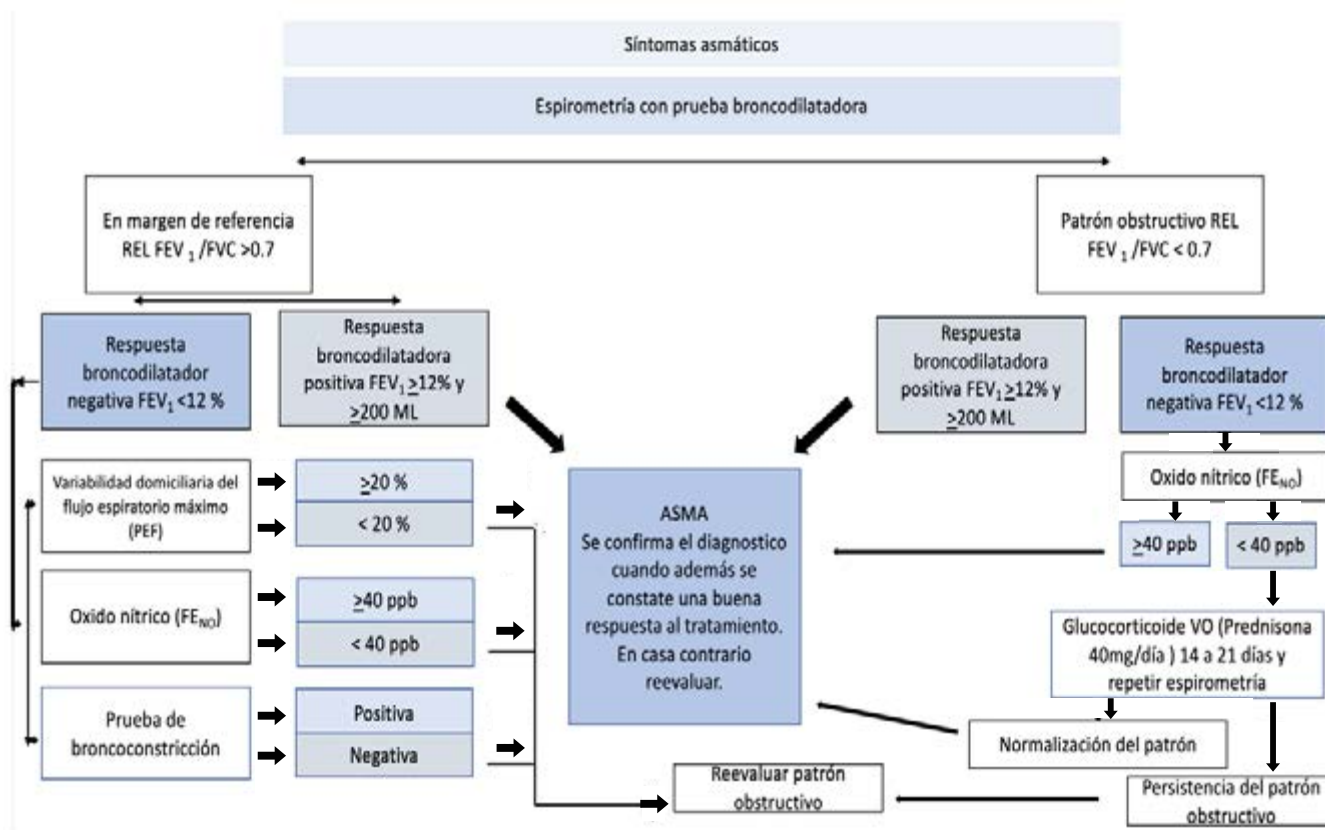 Síntomas asmáticos
Espirometría con prueba broncodilatadora
En margen de referencia
REL FEV 1 /FVC >0.7
Patrón obstructivo REL
FEV 1 /FVC < 0.7
Respuesta
broncodilatador
negativa FEV1 <12 %
Respuesta
broncodilatadora
positiva FEV1 ≥12% y
≥200 ML
Respuesta
broncodilatadora
positiva FEV1 ≥12% y
≥200 ML
Respuesta
broncodilatador
negativa FEV1 <12 %
Variabilidad domiciliaria del
flujo espiratorio máximo
(PEF)
≥20 %
< 20 %
Oxido nítrico (FENO)
≥40 ppb
< 40 ppb
Prueba de
broncoconstricción
Positiva
Negativa
ASMA
Se confirma el diagnostico
cuando además se
constate una buena
respuesta al tratamiento.
En casa contrario
reevaluar.
Oxido nítrico (FENO)
≥40 ppb
< 40 ppb
Glucocorticoide VO (Prednisona
40mg/día ) 14 a 21 días y
repetir espirometría
Normalización del patrón
Persistencia del patrón
obstructivo
Reevaluar patrón
obstructivo